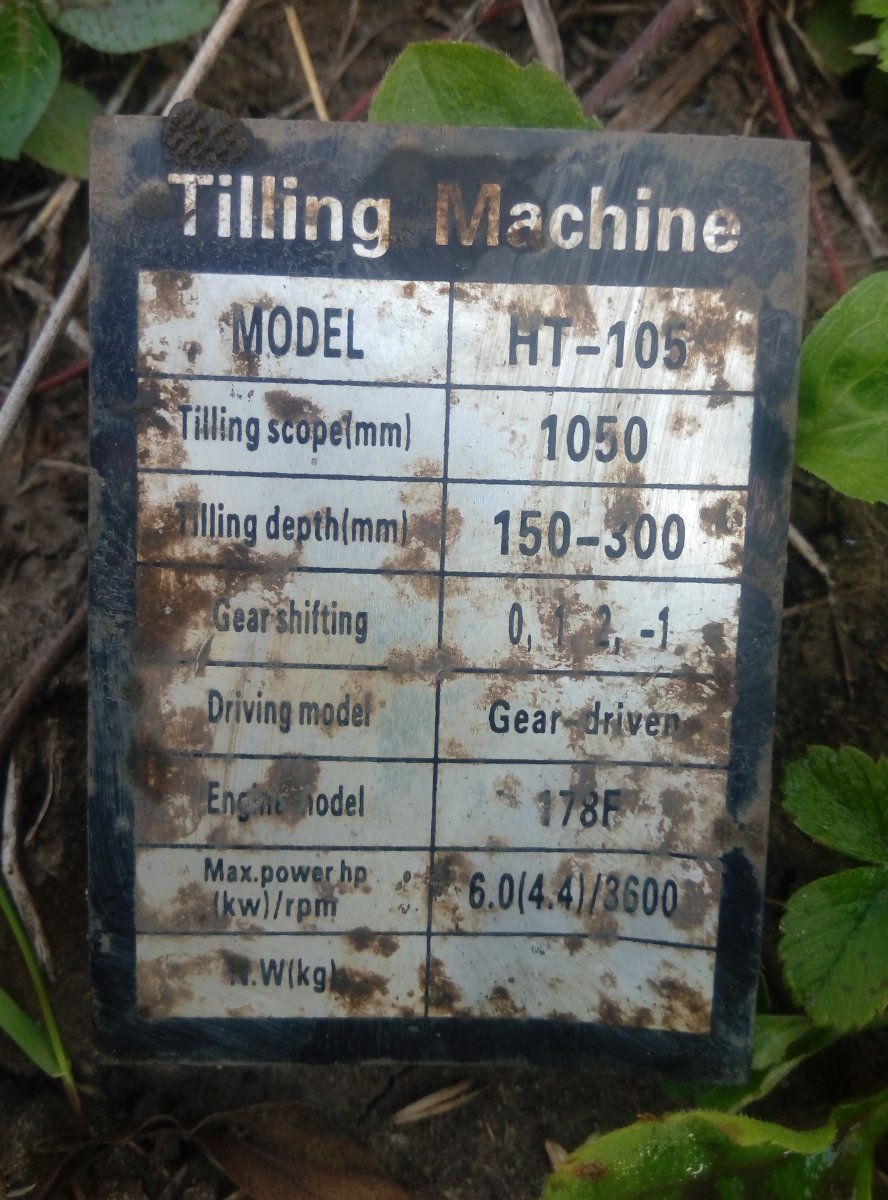 Tilling Machine
MODEL HT-105
Tilling scope(mm) 1050
Tilling depth(mm) 150-300
Gear shifting 0, 1 2, -1
Driving model Gear-driven
Engine model 178F
Max.power hp
(kw)/rpm 6.0(4.4)/3600
N.W(kg)